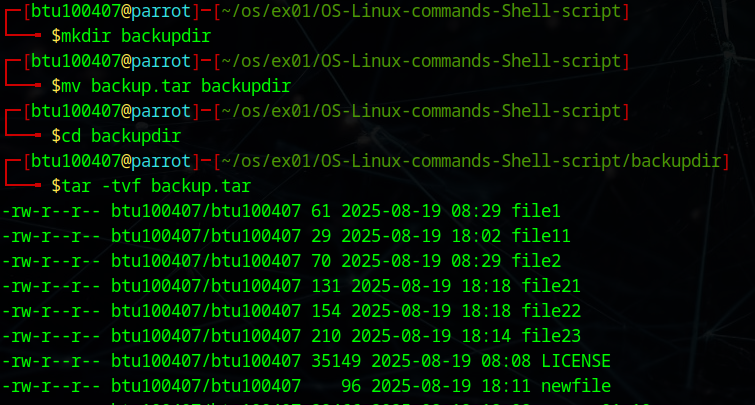 ┌─[btu100407@parrot]─[~/os/ex01/OS-Linux-commands-Shell-script]
└──╼ $mkdir backupdir
┌─[btu100407@parrot]─[~/os/ex01/OS-Linux-commands-Shell-script]
└──╼ $mv backup.tar backupdir
┌─[btu100407@parrot]─[~/os/ex01/OS-Linux-commands-Shell-script]
└──╼ $cd backupdir
┌─[btu100407@parrot]─[~/os/ex01/OS-Linux-commands-Shell-script/backupdir]
└──╼ $tar -tvf backup.tar
-rw-r--r-- btu100407/btu100407 61 2025-08-19 08:29 file1
-rw-r--r-- btu100407/btu100407 29 2025-08-19 18:02 file11
-rw-r--r-- btu100407/btu100407 70 2025-08-19 08:29 file2
-rw-r--r-- btu100407/btu100407 131 2025-08-19 18:18 file21
-rw-r--r-- btu100407/btu100407 154 2025-08-19 18:18 file22
-rw-r--r-- btu100407/btu100407 210 2025-08-19 18:14 file23
-rw-r--r-- btu100407/btu100407 35149 2025-08-19 08:08 LICENSE
-rw-r--r-- btu100407/btu100407    96 2025-08-19 18:11 newfile